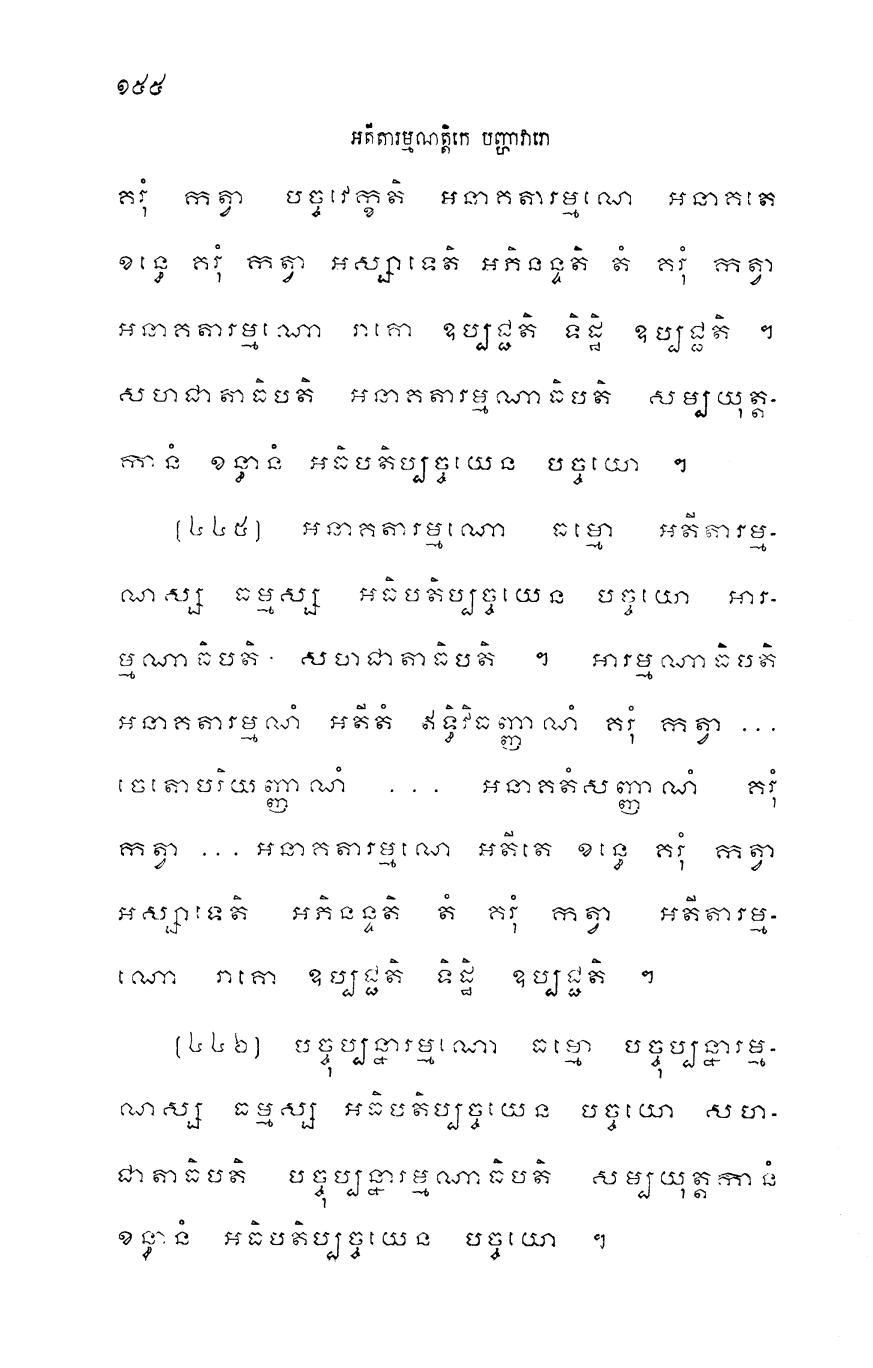 ១៥៥
អតីតារម្មណត្តិកេ បញ្ហាវារោ
គរុំ កត្វា បច្ចវេក្ខតិ អនាគតារម្មណេ អនាគតេ
ខន្ធេ គរុំ កត្វា អស្សាទេតិ អភិនន្ទតិ តំ គរុំ កត្វា
អនាគតារម្មណោ រាគោ ឧប្បជ្ជតិ ទិដ្ឋិ ឧប្បជ្ជតិ ។
សហជាតាធិបតិ អនាគតារម្មណាធិបតិ សម្បយុត្ត-
កានំ ខន្ធានំ អធិបតិប្បច្ចយេន បច្ចយោ ។
(៤៤៥) អនាគតារម្មណោ ធម្មោ អតីតារម្ម-
ណស្ស ធម្មស្ស អធិបតិប្បច្ចយេន បច្ចយោ អារ-
ម្មណាធិបតិ សហជាតាធិបតិ ។ អារម្មណាធិបតិ
អនាគតារម្មណំ អតីតំ ឥទ្ធិវិធញ្ញាណំ គរុំ កត្វា ...
ចេតោបរិយញ្ញាណំ ... អនាគតំសញ្ញាណំ គរុំ
កត្វា ... អនាគតារម្មណេ អតីតេ ខន្ធេ គរុំ កត្វា
អស្សាទេតិ អភិនន្ទតិ តំ គរុំ កត្វា អតីតារម្ម-
ណោ រាគោ ឧប្បជ្ជតិ ទិដ្ឋិ ឧប្បជ្ជតិ ។
(៤៤៦) បច្ចុប្បន្នារម្មណោ ធម្មោ បច្ចុប្បន្នារម្ម-
ណស្ស ធម្មស្ស អធិបតិប្បច្ចយេន បច្ចយោ សហ-
ជាតាធិបតិ បច្ចុប្បន្នារម្មណាធិបតិ សម្បយុត្តកានំ
ខន្ធានំ អធិបតិប្បច្ចយេន បច្ចយោ ។